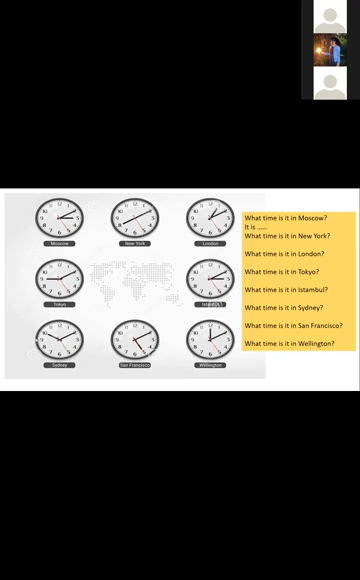 Moscow
New York
London
Tokyo
Sydney
San Francisco
Wellington
What time is it in Moscow?
It is ......
What time is it in New York?
What time is it in London?
What time is it in Tokyo?
What time is it in Istambul?
What time is it in Sydney?
What time is it in San Francisco?
What time is it in Wellington?